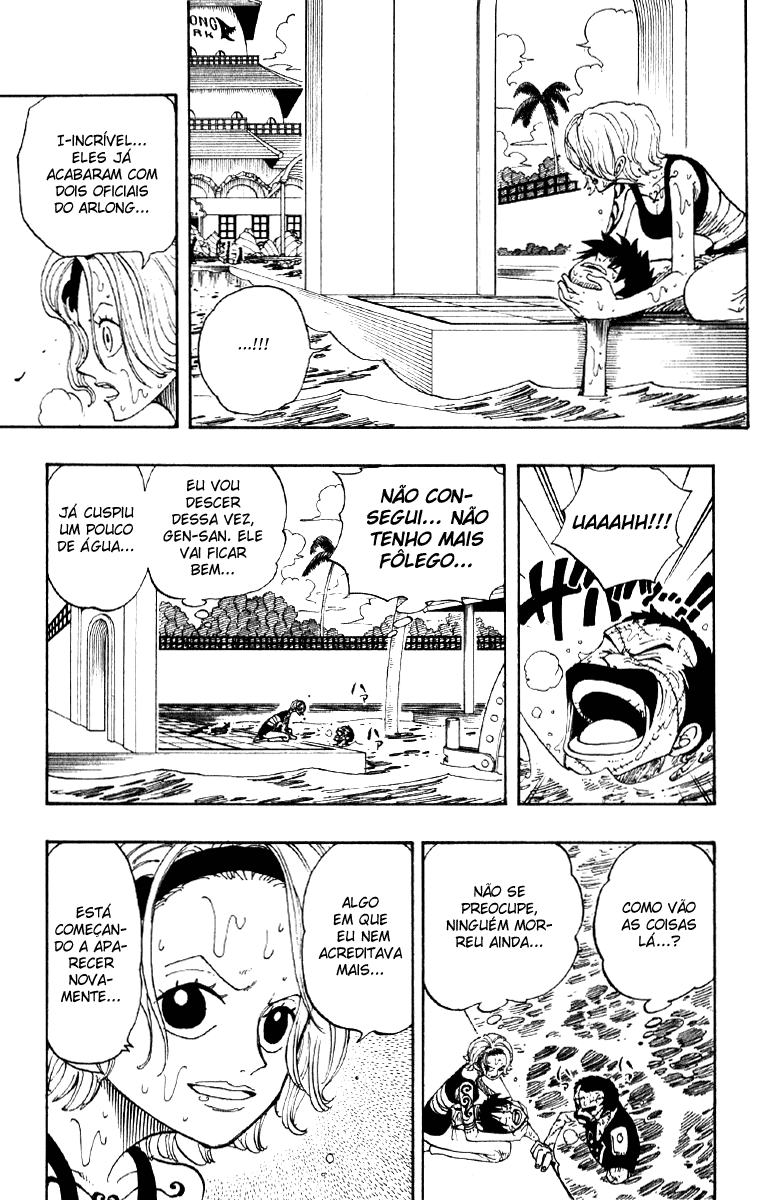 ONG
RK
...!!!
I-INCRÍVEL...
ELES JÁ
ACABARAM COM
DOIS OFICIAIS
DO ARLONG...
UAAAHH!!!
NÃO CON-
SEGUI... NÃO
TENHO MAIS
FÔLEGO...
EU VOU
DESCER
DESSA VEZ,
GEN-SAN. ELE
VAI FICAR
BEM...
JÁ CUSPIU
UM POUCO
DE ÁGUA...
COMO VÃO
AS COISAS
LÁ...?
NÃO SE
PREOCUPE,
NINGUÉM MOR-
REU AINDA...
ALGO
EM QUE
EU NEM
ACREDITAVA
MAIS...
ESTÁ
COMEÇAN-
DO A APA-
RECER
NOVA-
MENTE...